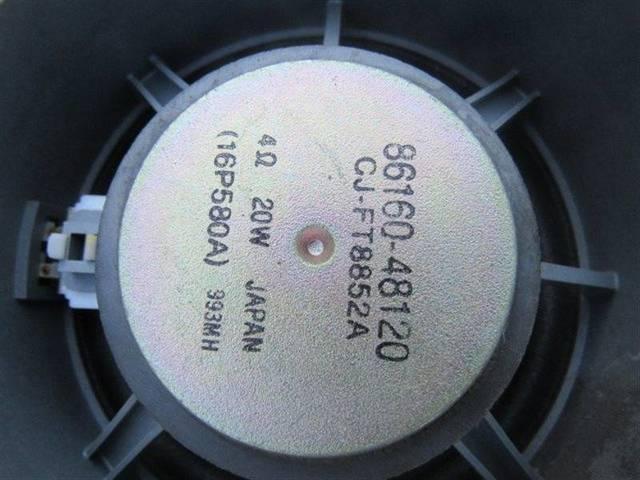 86160-48120
CJ-FT8852A
4Ω 20W JAPAN
(16P580A) 393MH